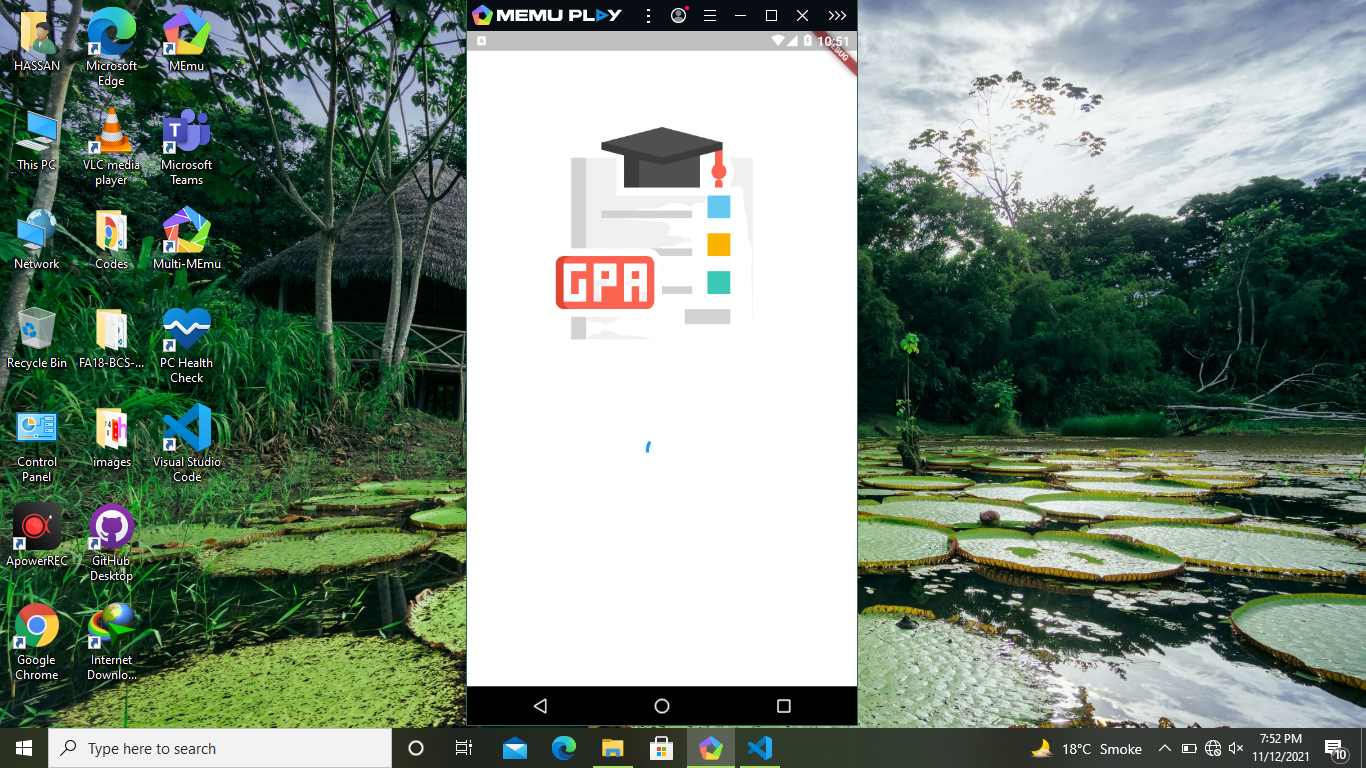 MEMU PLAY
10:51
BUG
GPA
HASSAN
Microsoft
Edge
MEmu
This PC
VLC media
player
Microsoft
Teams
Network
Codes
Multi-MEmu
Recycle Bin
FA18-BCS-...
PC Health
Check
Control
Panel
images
Visual Studio
Code
ApowerREC
GitHub
Desktop
Google
Chrome
Internet
Downlo...
Type here to search
18°C Smoke
7:52 PM
11/12/2021
10